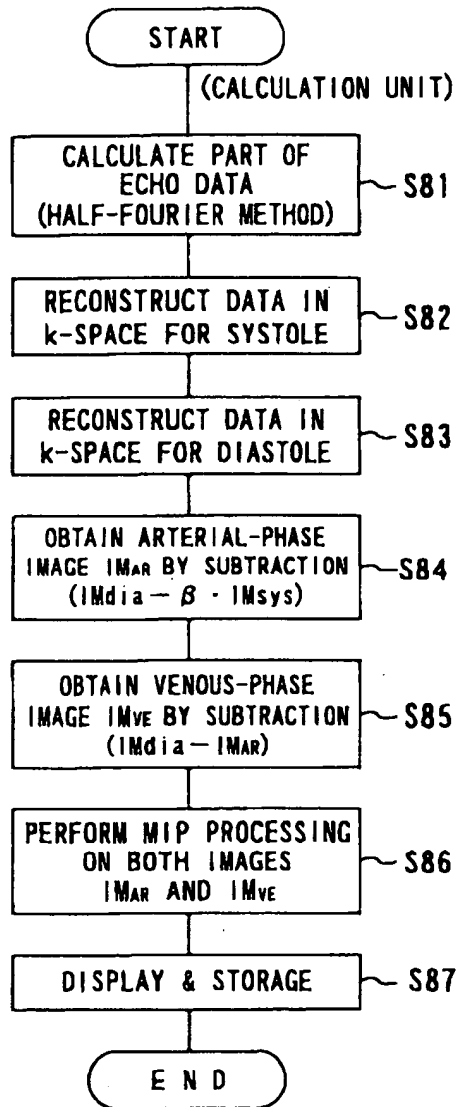 START
(CALCULATION UNIT)
CALCULATE PART OF
ECHO DATA
(HALF-FOURIER METHOD)
S81
RECONSTRUCT DATA IN
k-SPACE FOR SYSTOLE
S82
RECONSTRUCT DATA IN
k-SPACE FOR DIASTOLE
S83
OBTAIN ARTERIAL-PHASE
IMAGE IMAR BY SUBTRACTION
(IMdia − β · IMsys)
S84
OBTAIN VENOUS-PHASE
IMAGE IMVE BY SUBTRACTION
(IMdia − IMAR)
S85
PERFORM MIP PROCESSING
ON BOTH IMAGES
IMAR AND IMVE
S86
DISPLAY & STORAGE
S87
END